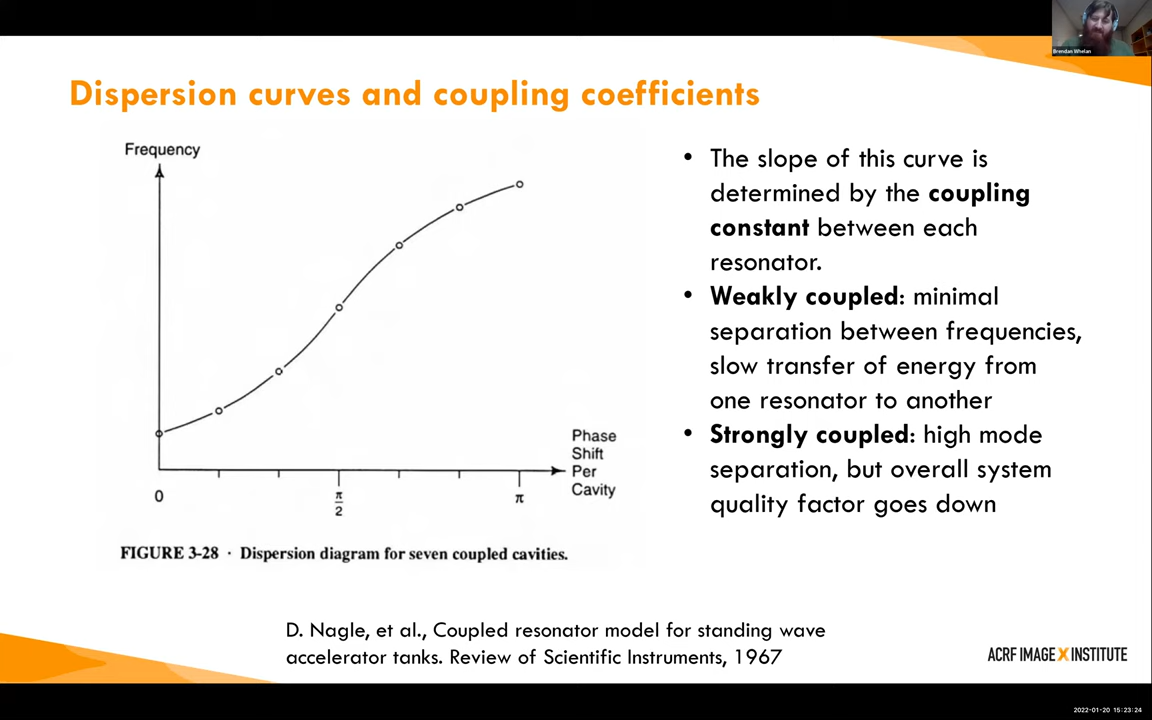 Brendan Whelan
Dispersion curves and coupling coefficients
Frequency
0
π
2
π
Phase
Shift
Per
Cavity
FIGURE 3-28 · Dispersion diagram for seven coupled cavities.
• The slope of this curve is
determined by the coupling
constant between each
resonator.
• Weakly coupled: minimal
separation between frequencies,
slow transfer of energy from
one resonator to another
• Strongly coupled: high mode
separation, but overall system
quality factor goes down
D. Nagle, et al., Coupled resonator model for standing wave
accelerator tanks. Review of Scientific Instruments, 1967
ACRF IMAGE X INSTITUTE
2022-01-20 15:23:24